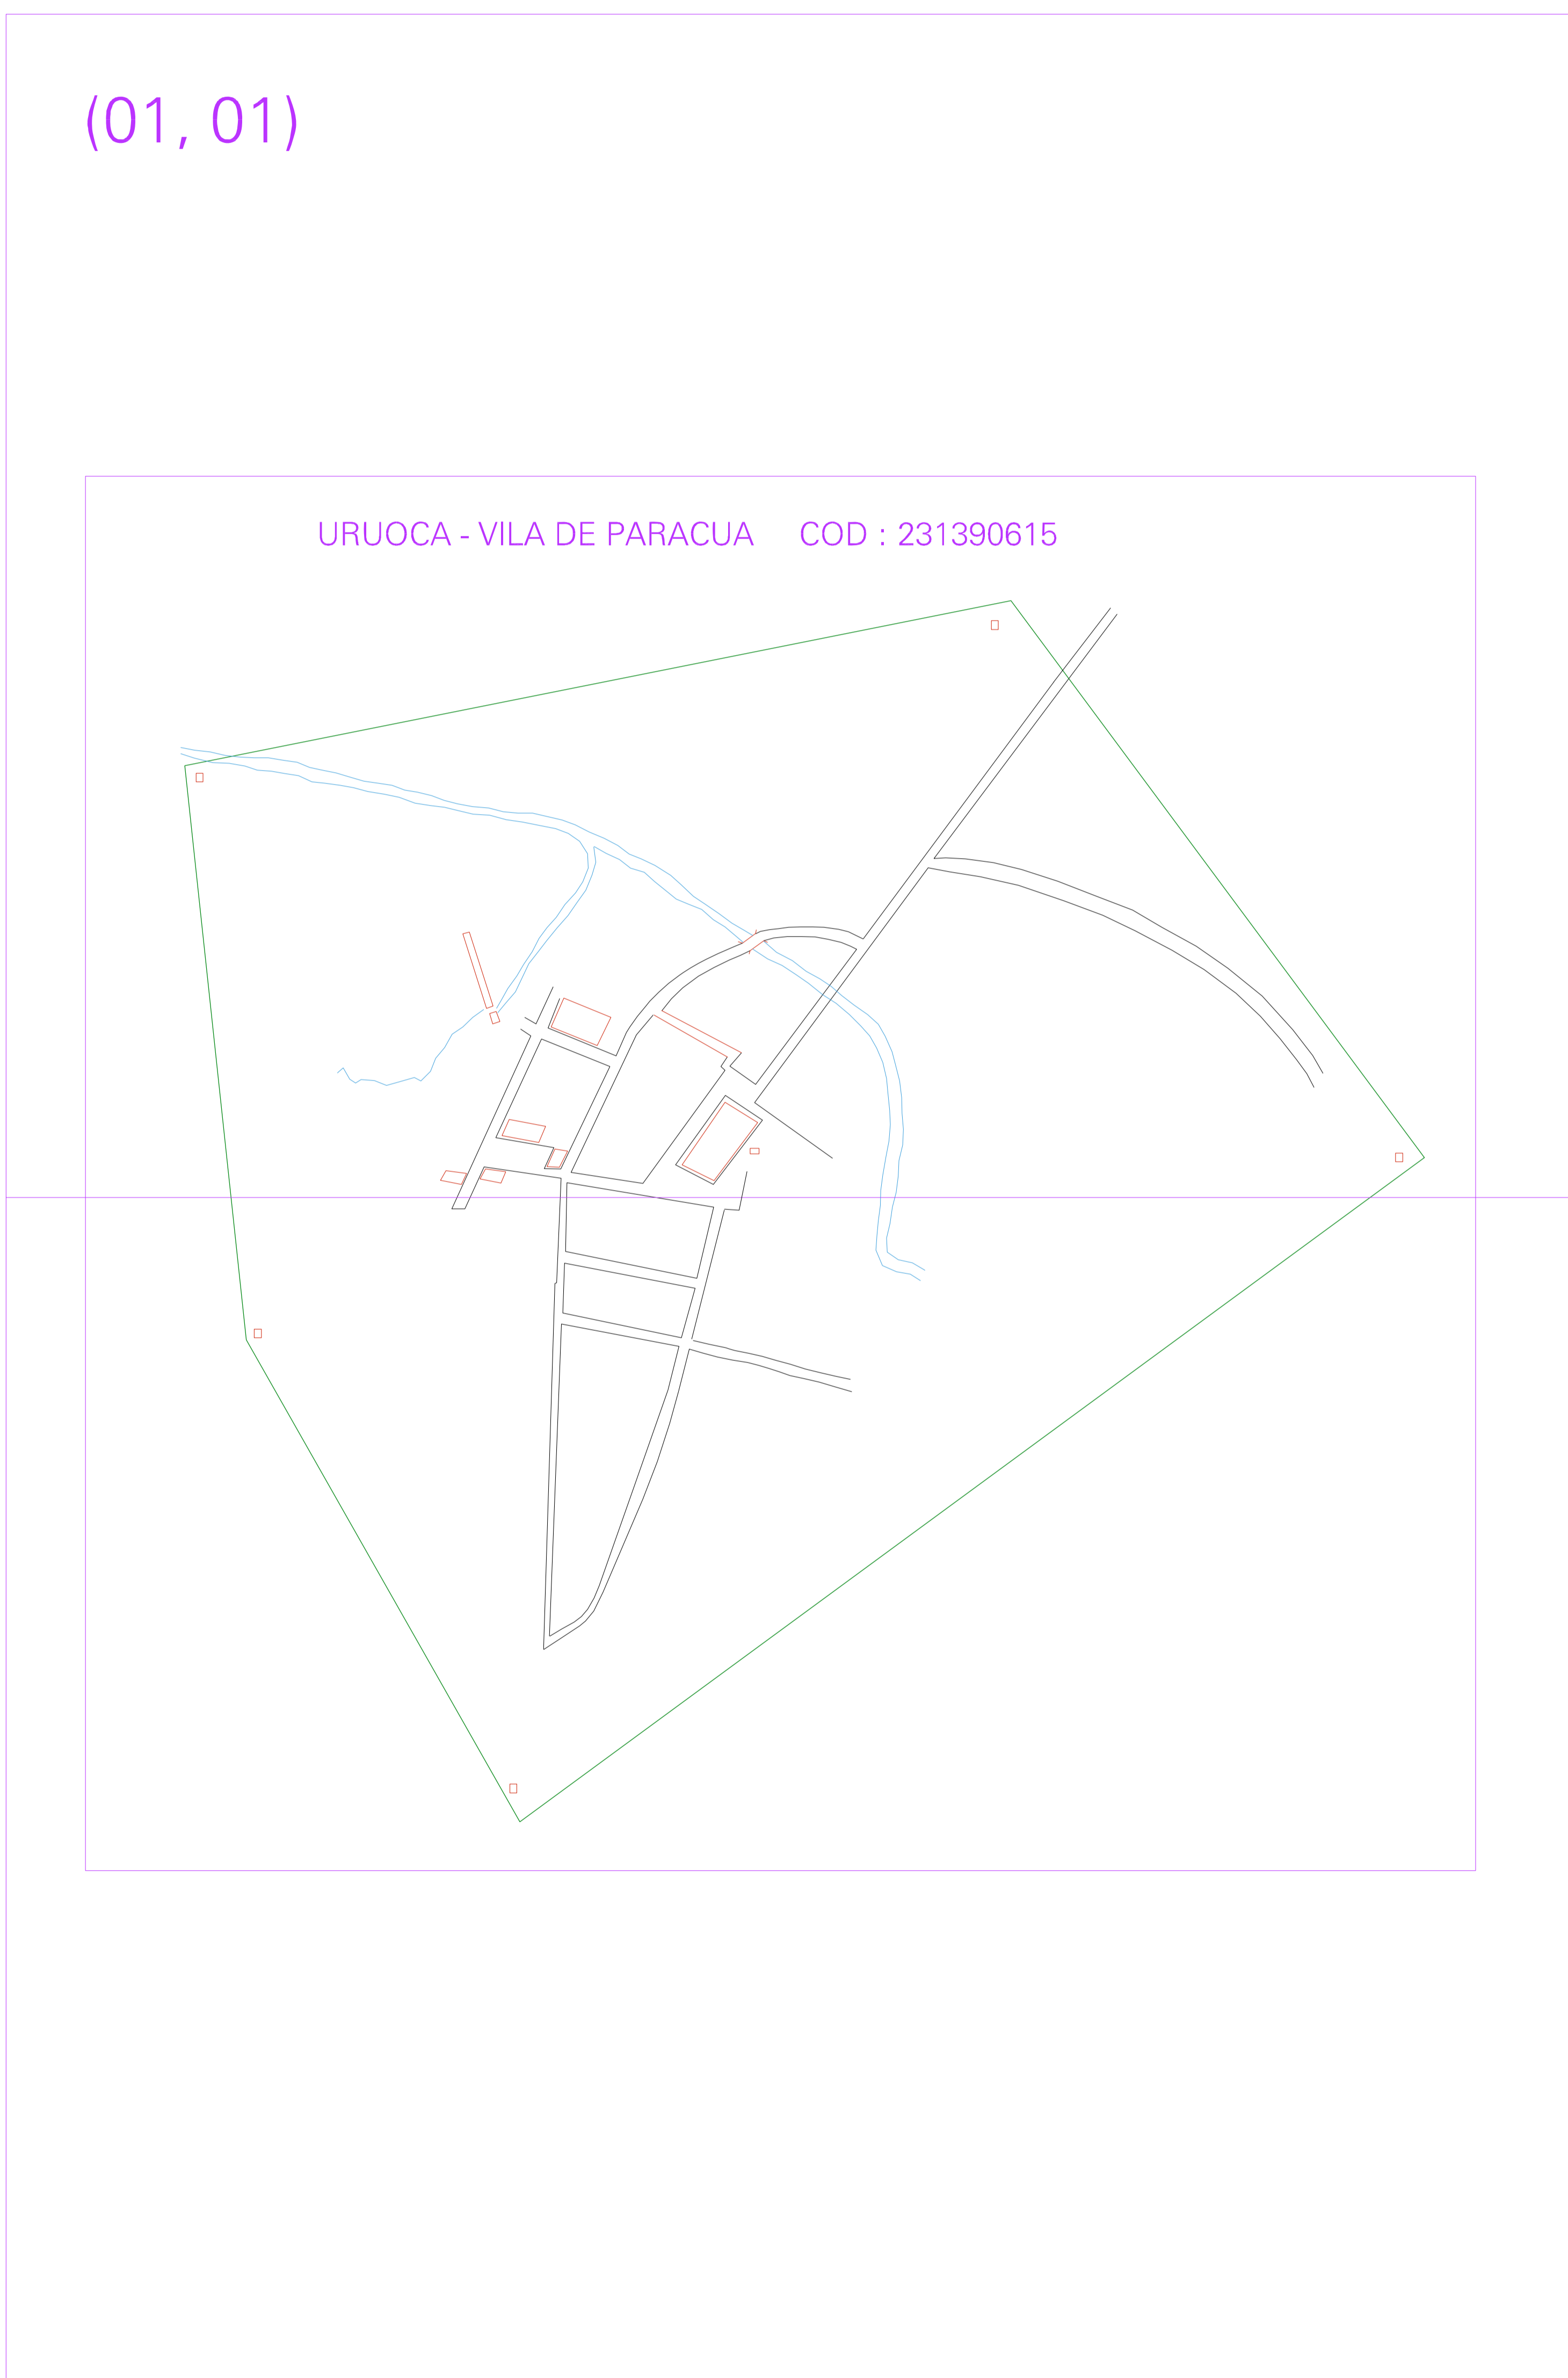 (01, 01)
URUOCA - VILA DE PARACUA COD : 231390615